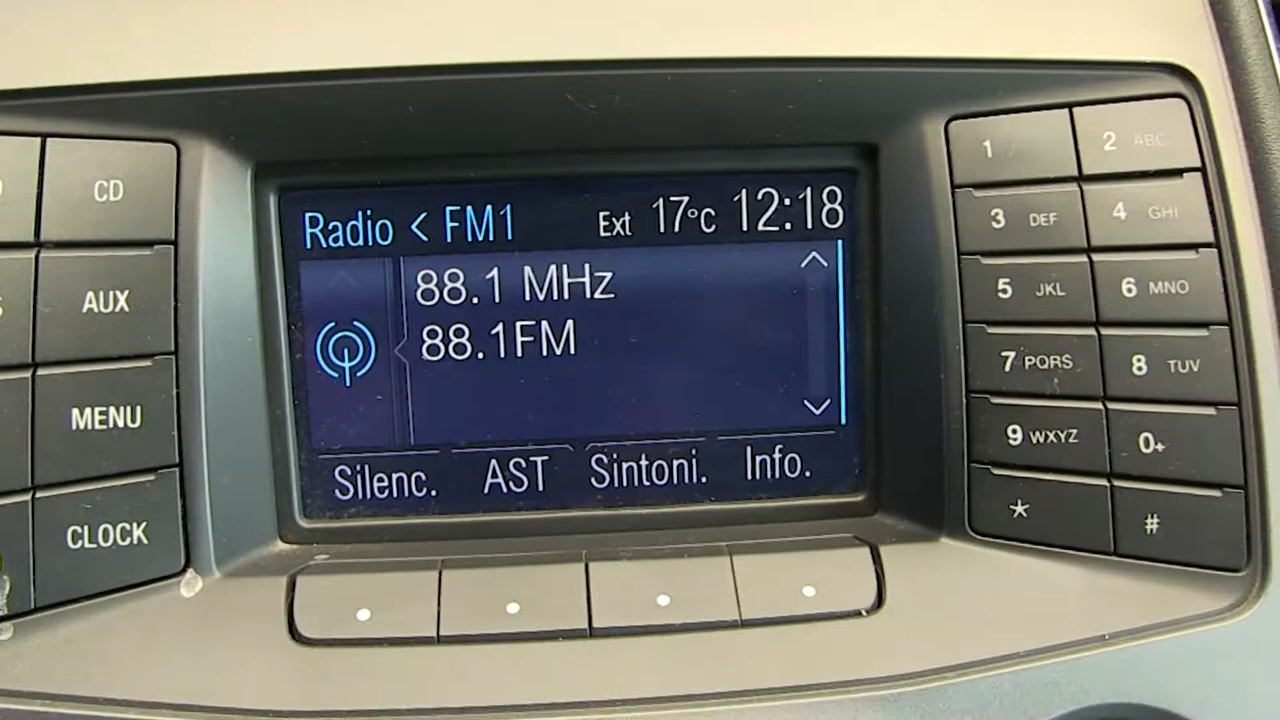 CD
AUX
MENU
CLOCK
Radio < FM1 Ext 17°C 12:18
88.1 MHz
88.1FM
Silenc. AST Sintoni. Info.
1
2 ABC
3 DEF
4 GHI
5 JKL
6 MNO
7 PQRS
8 TUV
9 WXYZ
0+
*
#